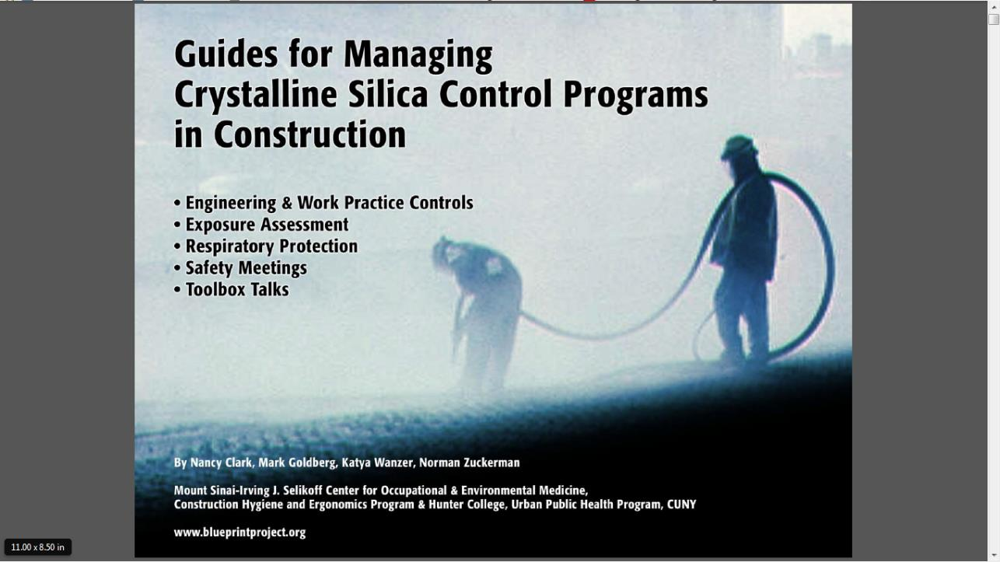 Guides for Managing
Crystalline Silica Control Programs
in Construction
• Engineering & Work Practice Controls
• Exposure Assessment
• Respiratory Protection
• Safety Meetings
• Toolbox Talks
By Nancy Clark, Mark Goldberg, Katya Wanzer, Norman Zuckerman
Mount Sinai-Irving J. Selikoff Center for Occupational & Environmental Medicine,
Construction Hygiene and Ergonomics Program & Hunter College, Urban Public Health Program, CUNY
www.blueprintproject.org
11.00 x 8.50 in